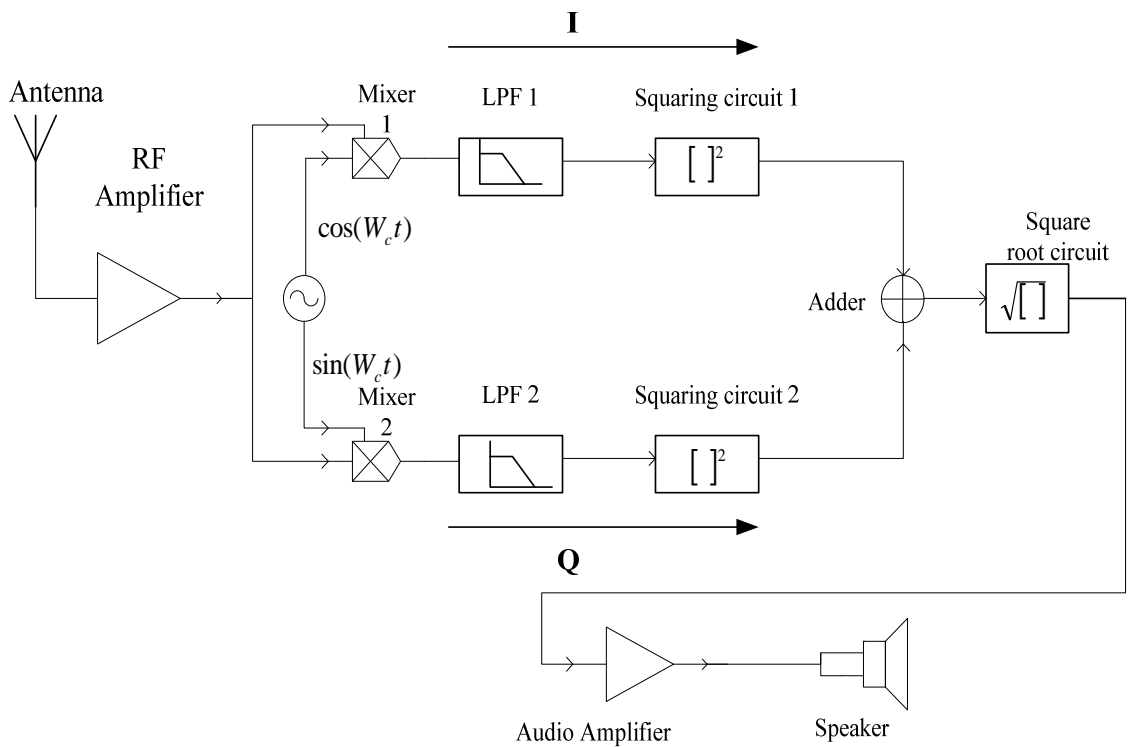 I
Antenna
Mixer
1
LPF 1
Squaring circuit 1
RF
Amplifier
[ ]²
cos(W_c t)
Square
root circuit
Adder
√[ ]
sin(W_c t)
Mixer
2
LPF 2
Squaring circuit 2
[ ]²
Q
Audio Amplifier
Speaker